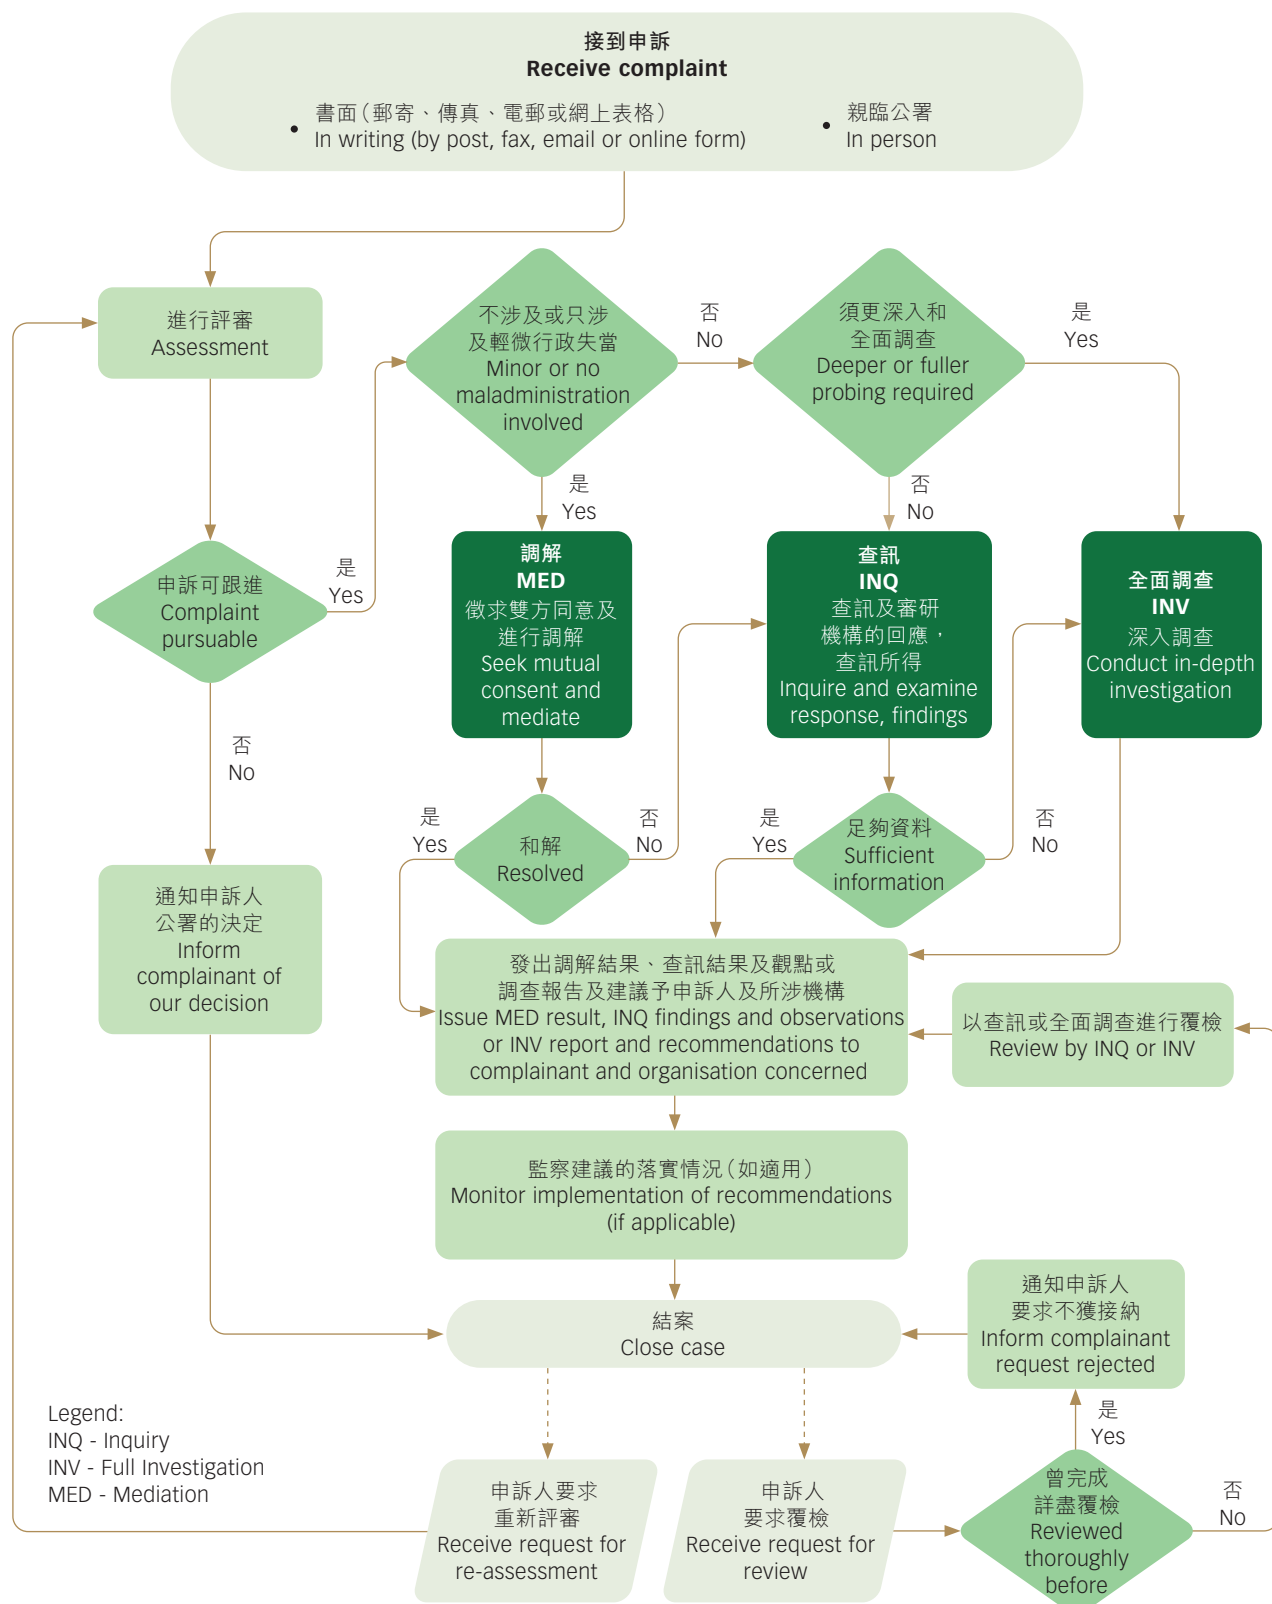 接到申訴
Receive complaint
• 書面（郵寄、傳真、電郵或網上表格）
In writing (by post, fax, email or online form)
• 親臨公署
In person
進行評審
Assessment
不涉及或只涉
及輕微行政失當
Minor or no
maladministration
involved
否
No
須更深入和
全面調查
Deeper or fuller
probing required
是
Yes
是
Yes
否
No
申訴可跟進
Complaint
pursuable
是
Yes
調解
MED
徵求雙方同意及
進行調解
Seek mutual
consent and
mediate
查訊
INQ
查訊及審研
機構的回應，
查訊所得
Inquire and examine
response, findings
全面調查
INV
深入調查
Conduct in-depth
investigation
否
No
是
Yes
和解
Resolved
否
No
是
Yes
足夠資料
Sufficient
information
否
No
通知申訴人
公署的決定
Inform
complainant of
our decision
發出調解結果、查訊結果及觀點或
調查報告及建議予申訴人及所涉機構
Issue MED result, INQ findings and observations
or INV report and recommendations to
complainant and organisation concerned
以查訊或全面調查進行覆檢
Review by INQ or INV
監察建議的落實情況（如適用）
Monitor implementation of recommendations
(if applicable)
結案
Close case
通知申訴人
要求不獲接納
Inform complainant
request rejected
是
Yes
Legend:
INQ - Inquiry
INV - Full Investigation
MED - Mediation
申訴人要求
重新評審
Receive request for
re-assessment
申訴人
要求覆檢
Receive request for
review
曾完成
詳盡覆檢
Reviewed
thoroughly
before
否
No